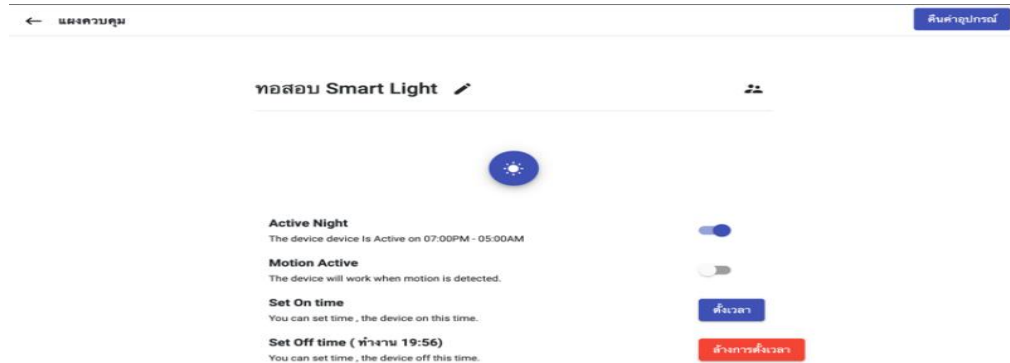 แผงควบคุม
คืนค่าอุปกรณ์
ทอสอบ Smart Light
Active Night
The device device Is Active on 07:00PM - 05:00AM
Motion Active
The device will work when motion is detected.
Set On time
You can set time , the device on this time.
ตั้งเวลา
Set Off time ( ทำงาน 19:56)
You can set time , the device off this time.
ล้างการตั้งเวลา